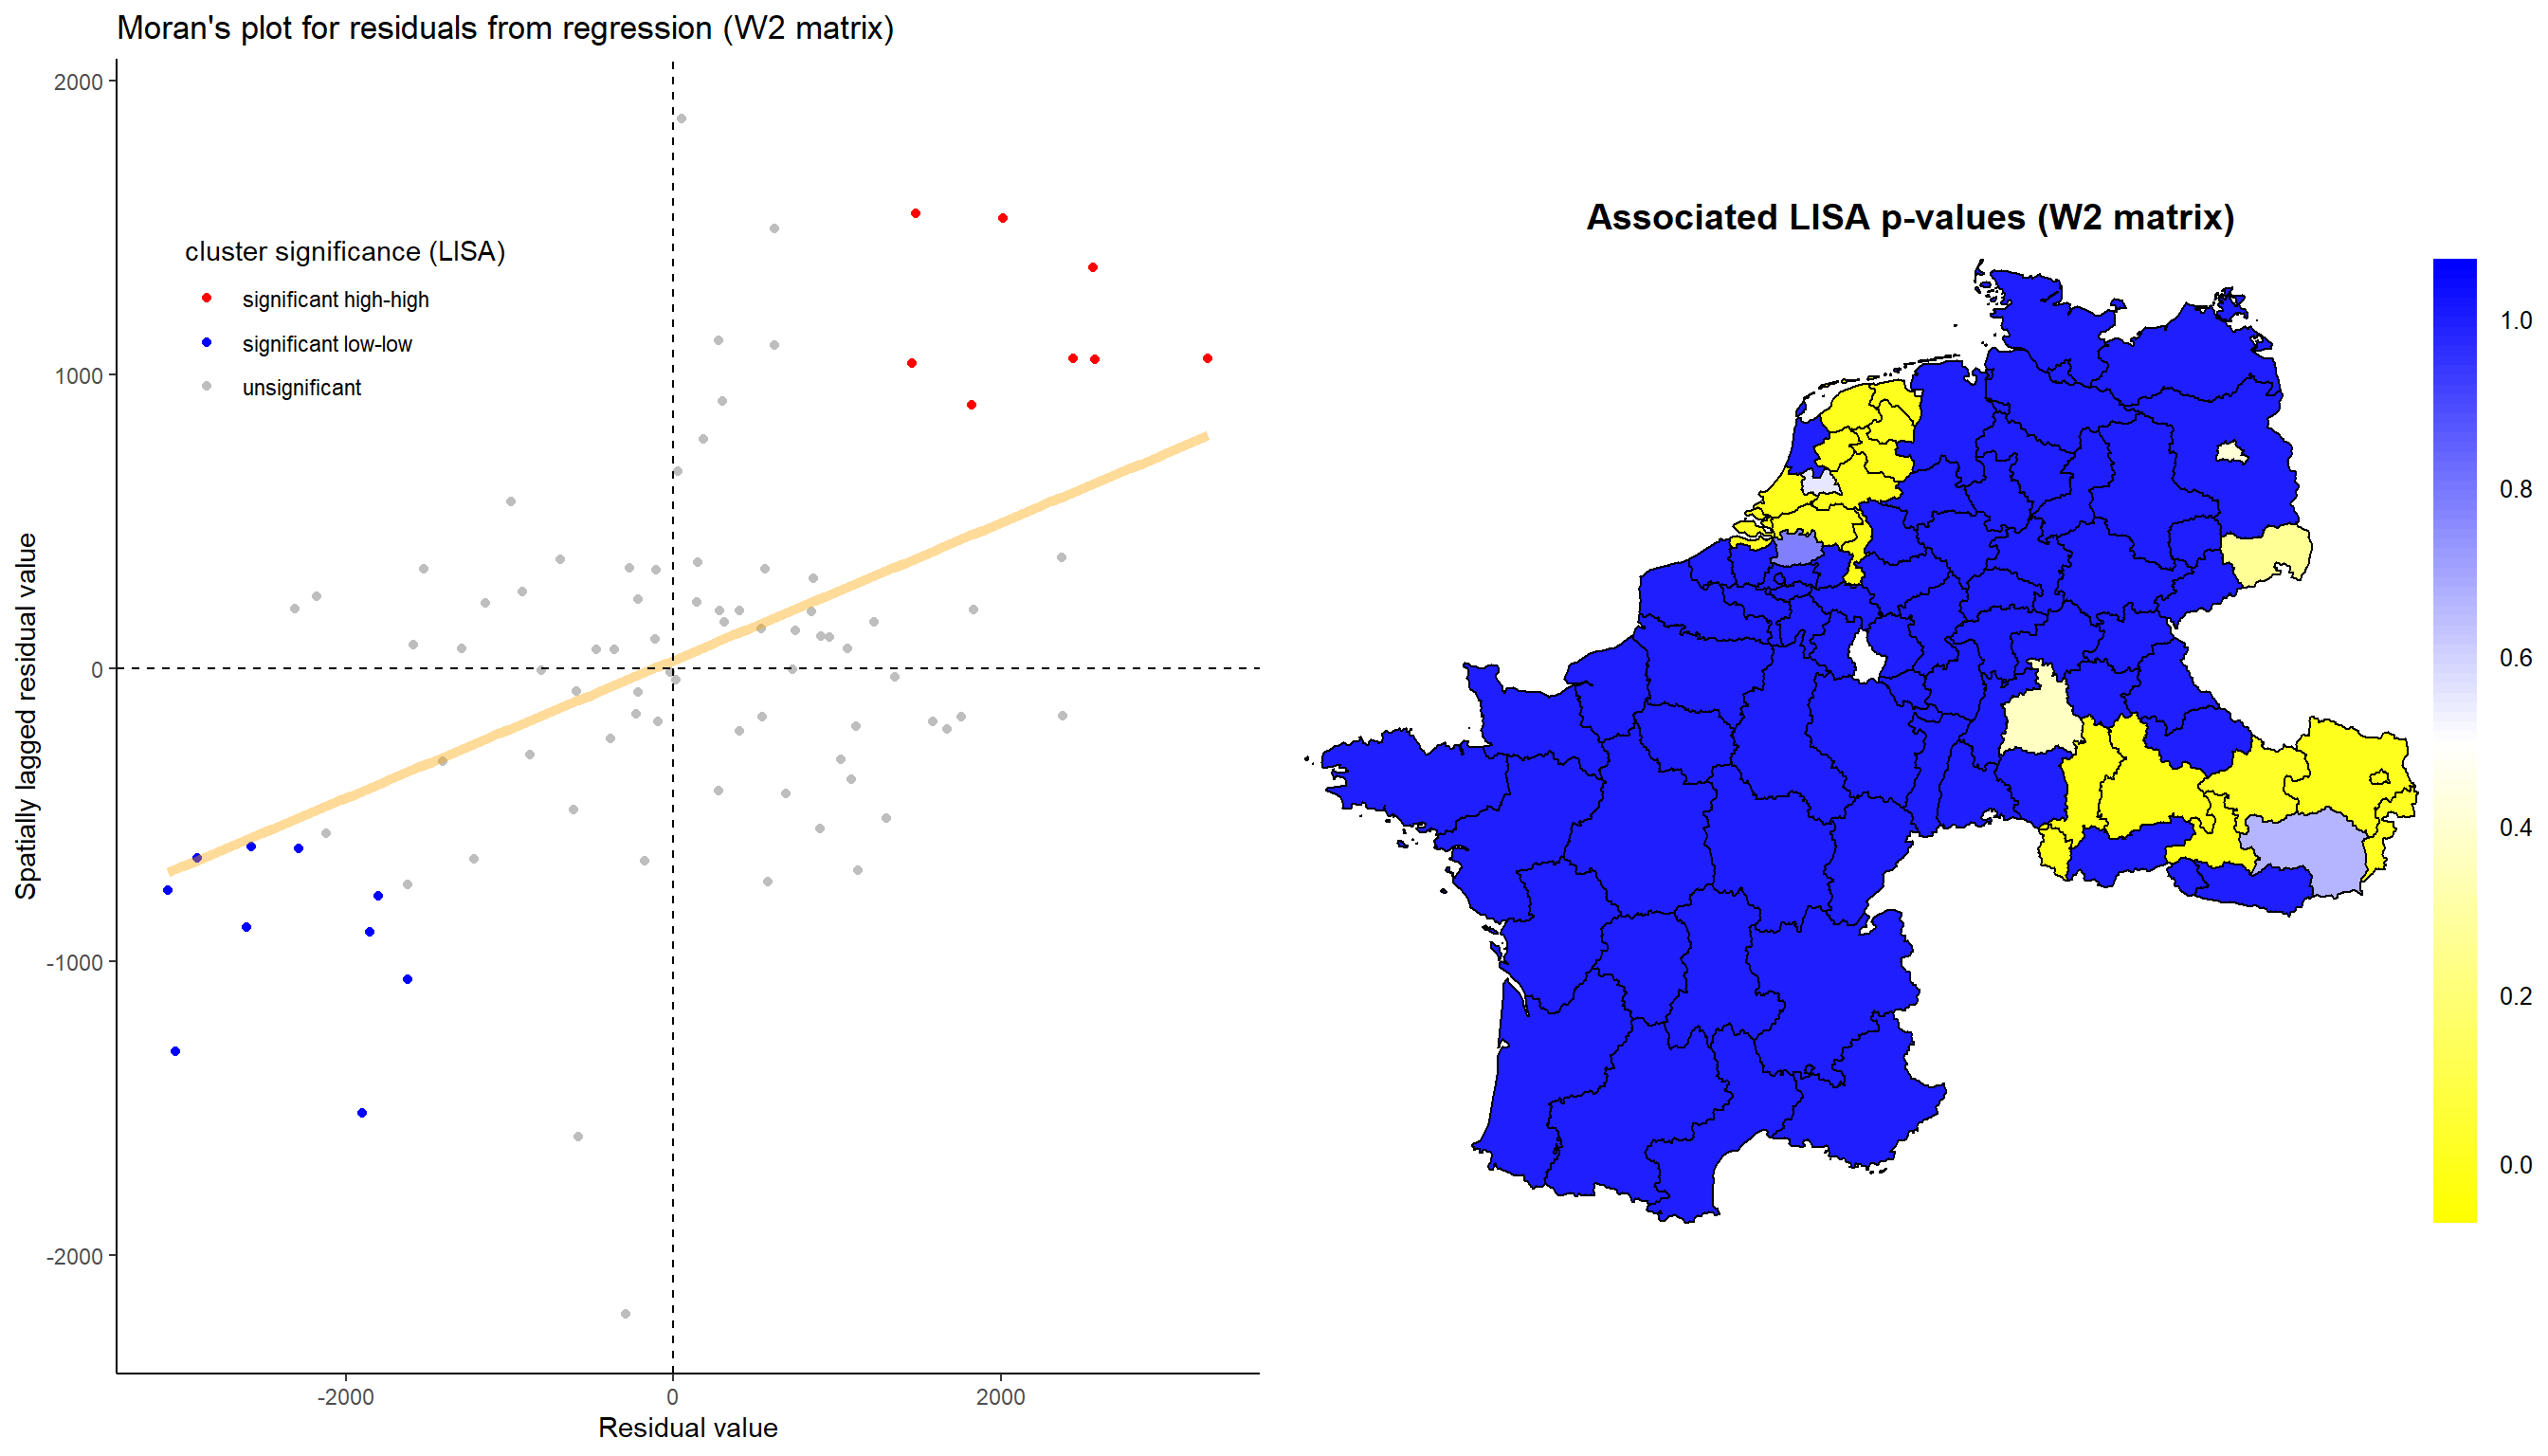 Moran's plot for residuals from regression (W2 matrix)
2000
1000
0
-1000
-2000
Spatially lagged residual value
cluster significance (LISA)
significant high-high
significant low-low
unsignificant
-2000
0
2000
Residual value
Associated LISA p-values (W2 matrix)
1.0
0.8
0.6
0.4
0.2
0.0